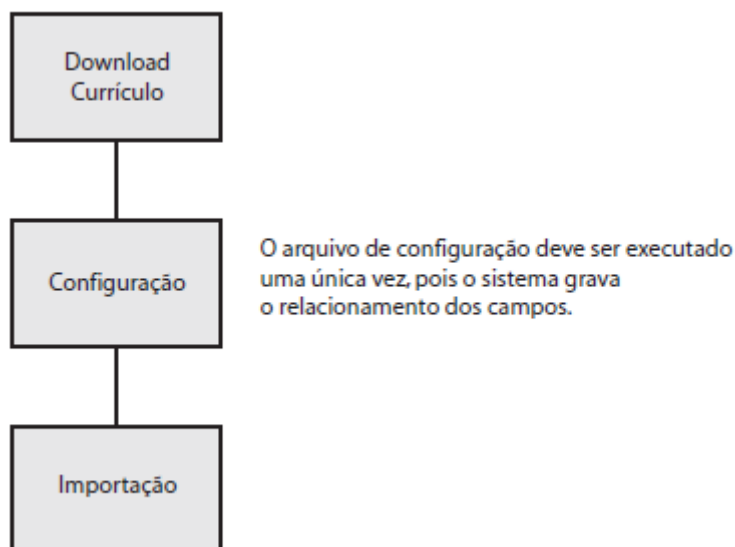 Download
Currículo
Configuração
O arquivo de configuração deve ser executado
uma única vez, pois o sistema grava
o relacionamento dos campos.
Importação